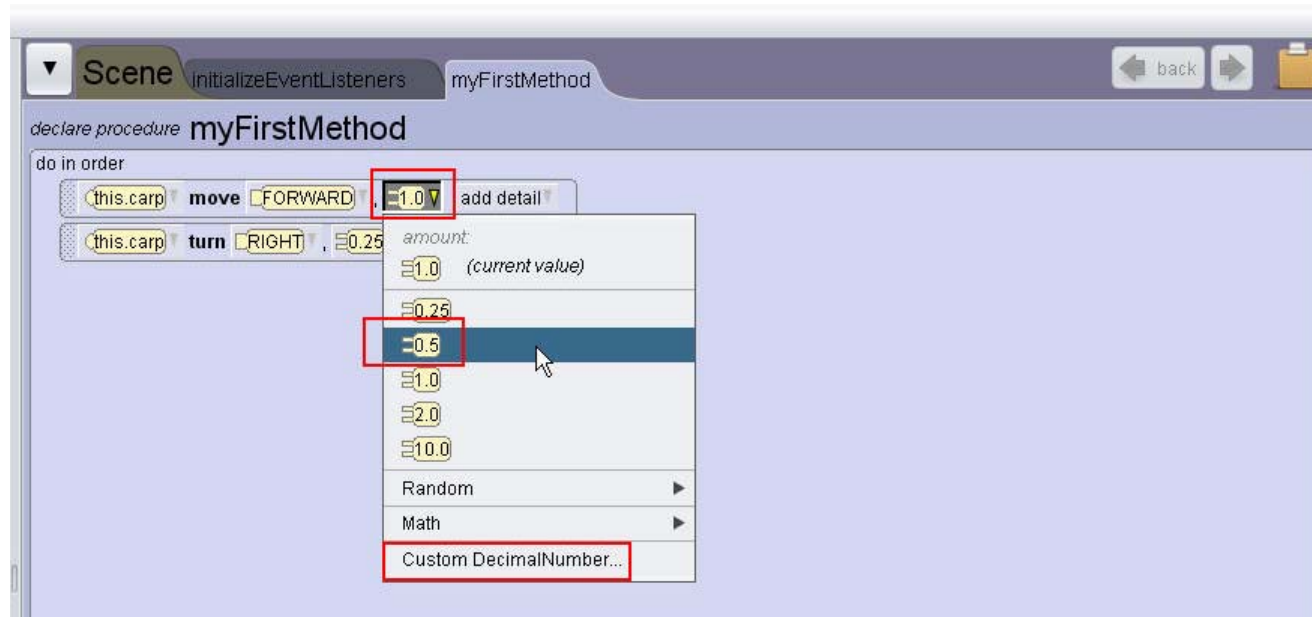 Scene initializeEventListeners myFirstMethod back
declare procedure myFirstMethod
do in order
this.carp move FORWARD , 1.0 add detail
this.carp turn RIGHT , 0.25
amount:
1.0 (current value)
0.25
0.5
1.0
2.0
10.0
Random
Math
Custom DecimalNumber...